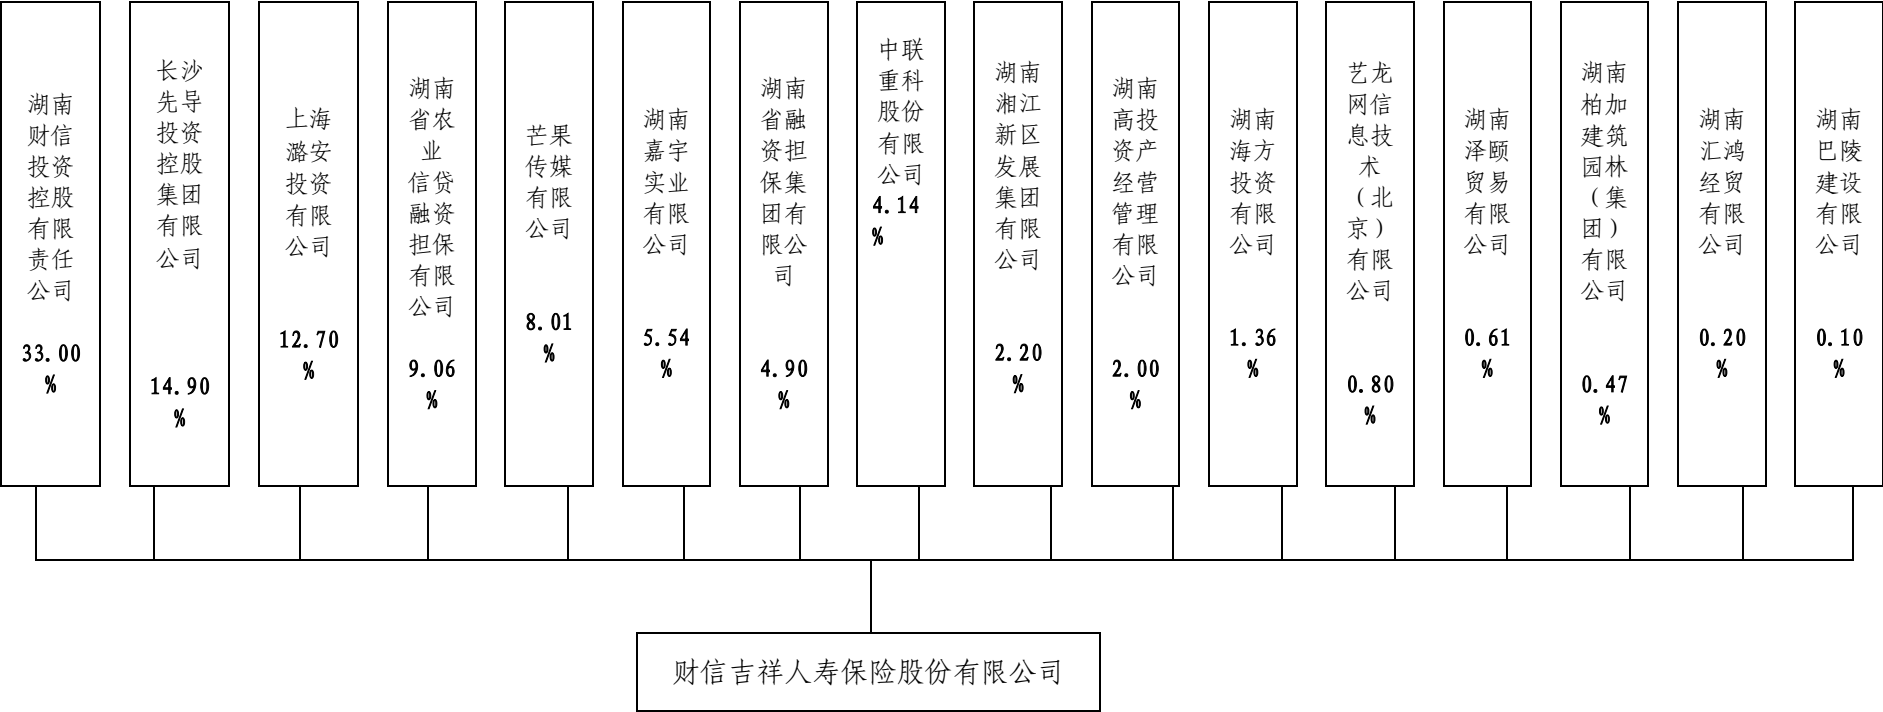 湖南
财信
投资
控股
有限
责任
公司
33.00
%
长沙
先导
投资
控股
集团
有限
公司
14.90
%
上海
潞安
投资
有限
公司
12.70
%
湖南
省农
业
信贷
融资
担保
有限
公司
9.06
%
芒果
传媒
有限
公司
8.01
%
湖南
嘉宇
实业
有限
公司
5.54
%
湖南
省融
资担
保集
团有
限公
司
4.90
%
中联
重科
股份
有限
公司
4.14
%
湖南
湘江
新区
发展
集团
有限
公司
2.20
%
湖南
高投
资产
经营
管理
有限
公司
2.00
%
湖南
海方
投资
有限
公司
1.36
%
艺龙
网信
息技
术
（北
京）
有限
公司
0.80
%
湖南
泽颐
贸易
有限
公司
0.61
%
湖南
柏加
建筑
园林
（集
团）
有限
公司
0.47
%
湖南
汇鸿
经贸
有限
公司
0.20
%
湖南
巴陵
建设
有限
公司
0.10
%
财信吉祥人寿保险股份有限公司